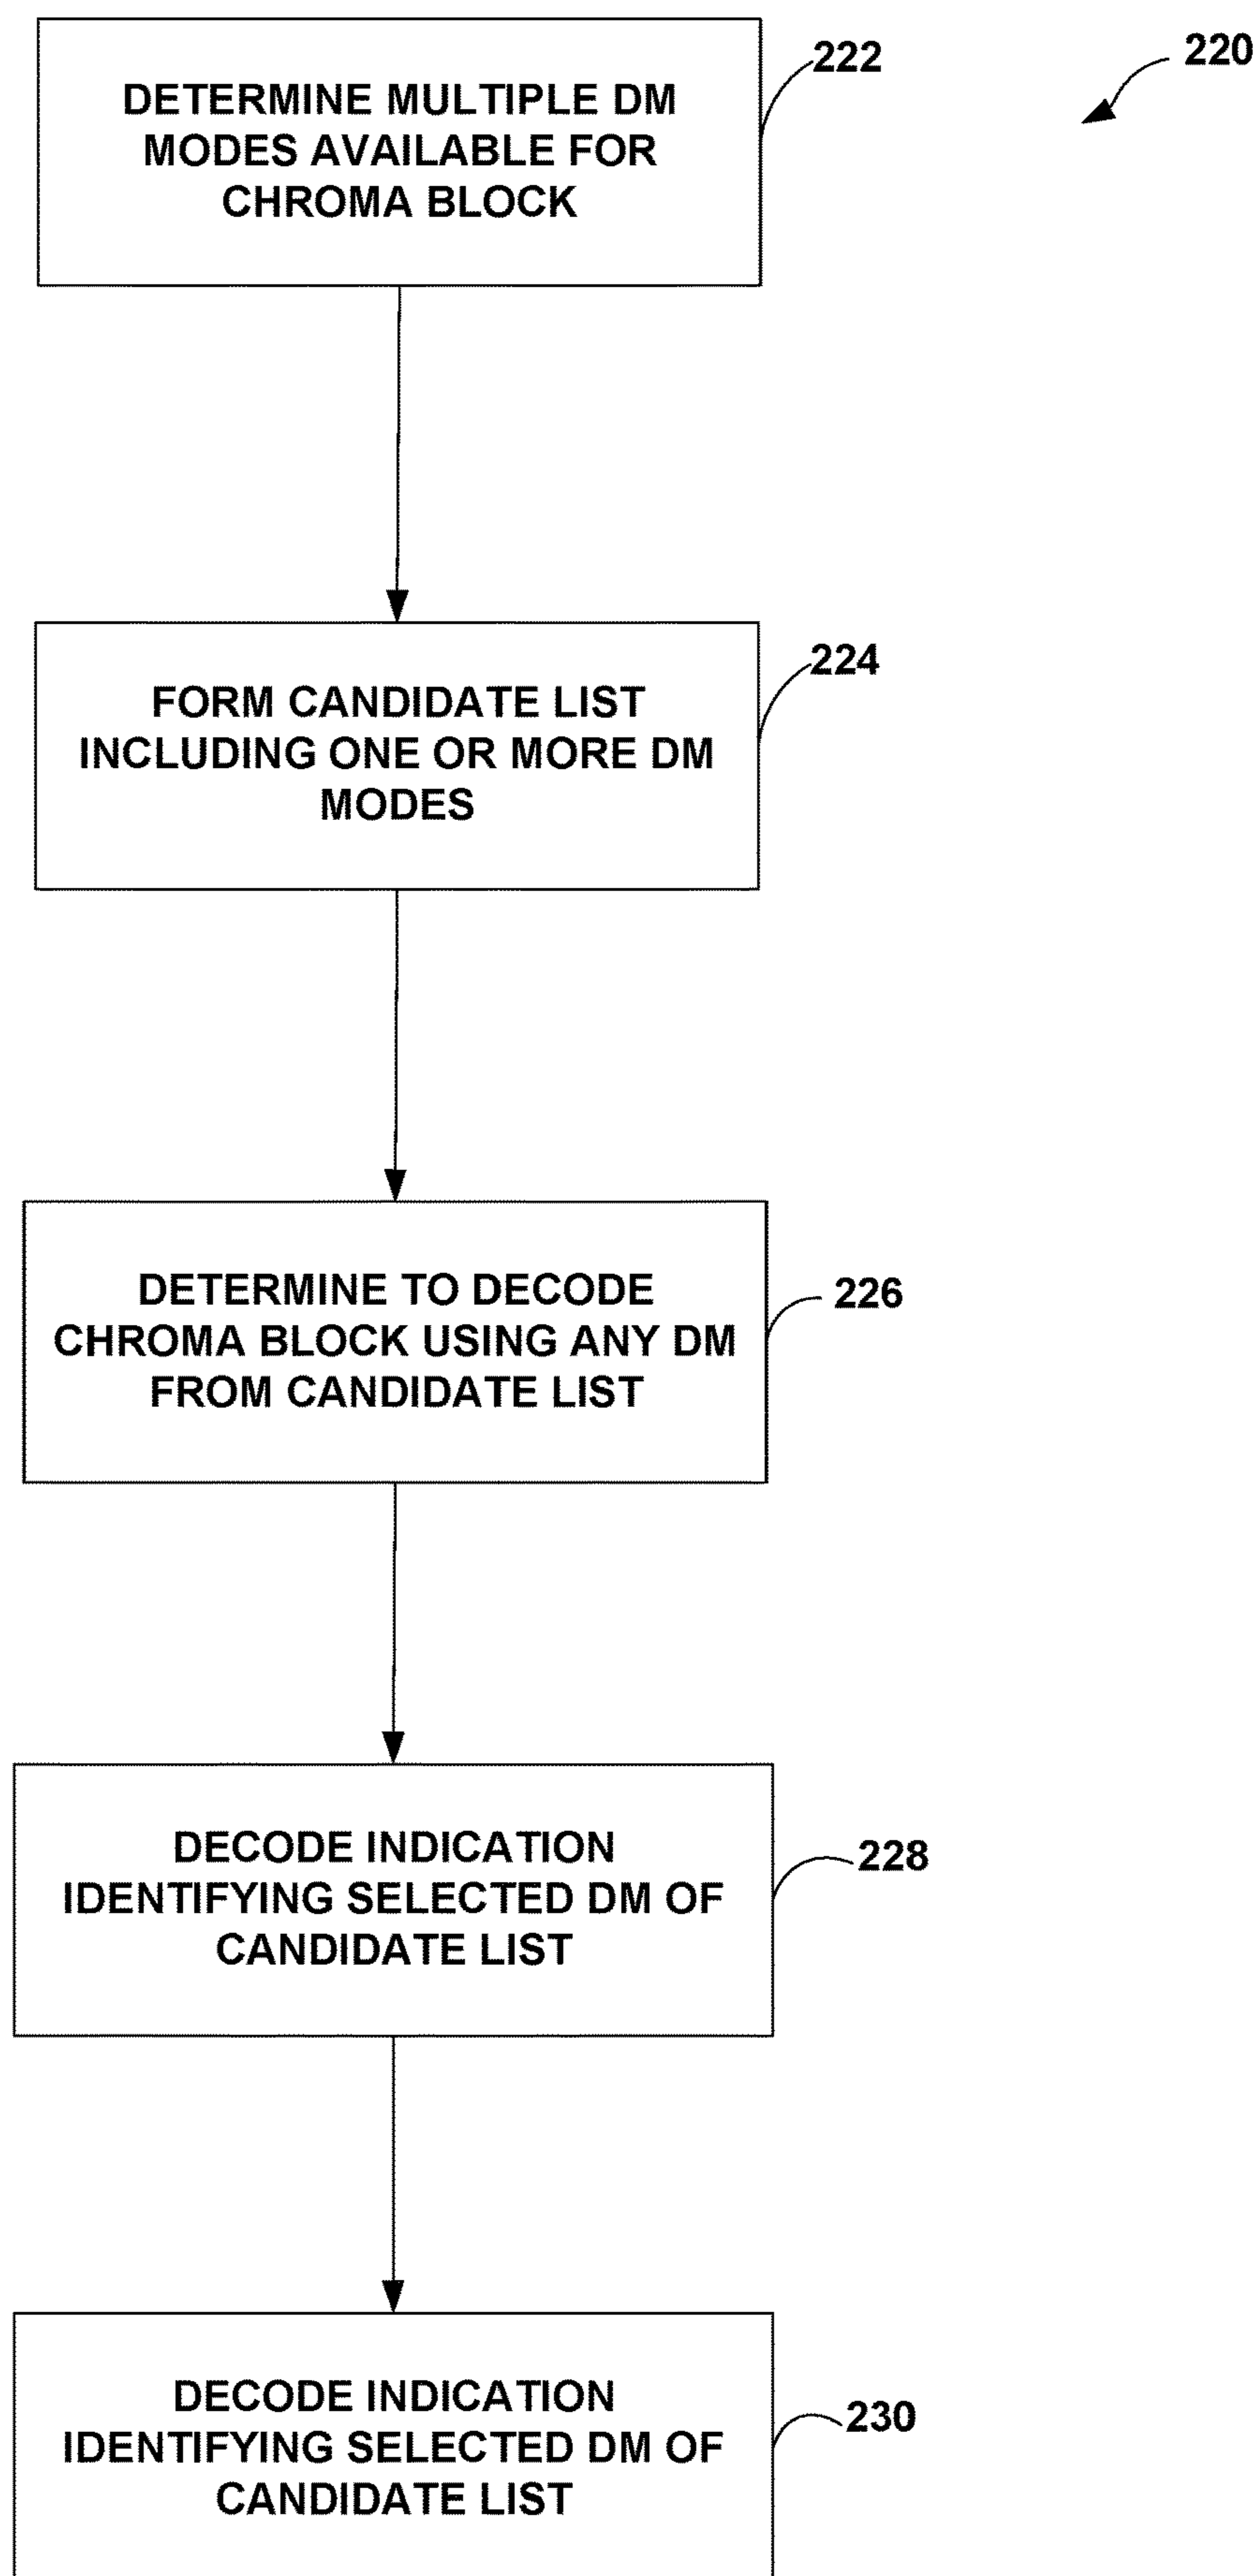 220
222
DETERMINE MULTIPLE DM
MODES AVAILABLE FOR
CHROMA BLOCK
224
FORM CANDIDATE LIST
INCLUDING ONE OR MORE DM
MODES
226
DETERMINE TO DECODE
CHROMA BLOCK USING ANY DM
FROM CANDIDATE LIST
228
DECODE INDICATION
IDENTIFYING SELECTED DM OF
CANDIDATE LIST
230
DECODE INDICATION
IDENTIFYING SELECTED DM OF
CANDIDATE LIST